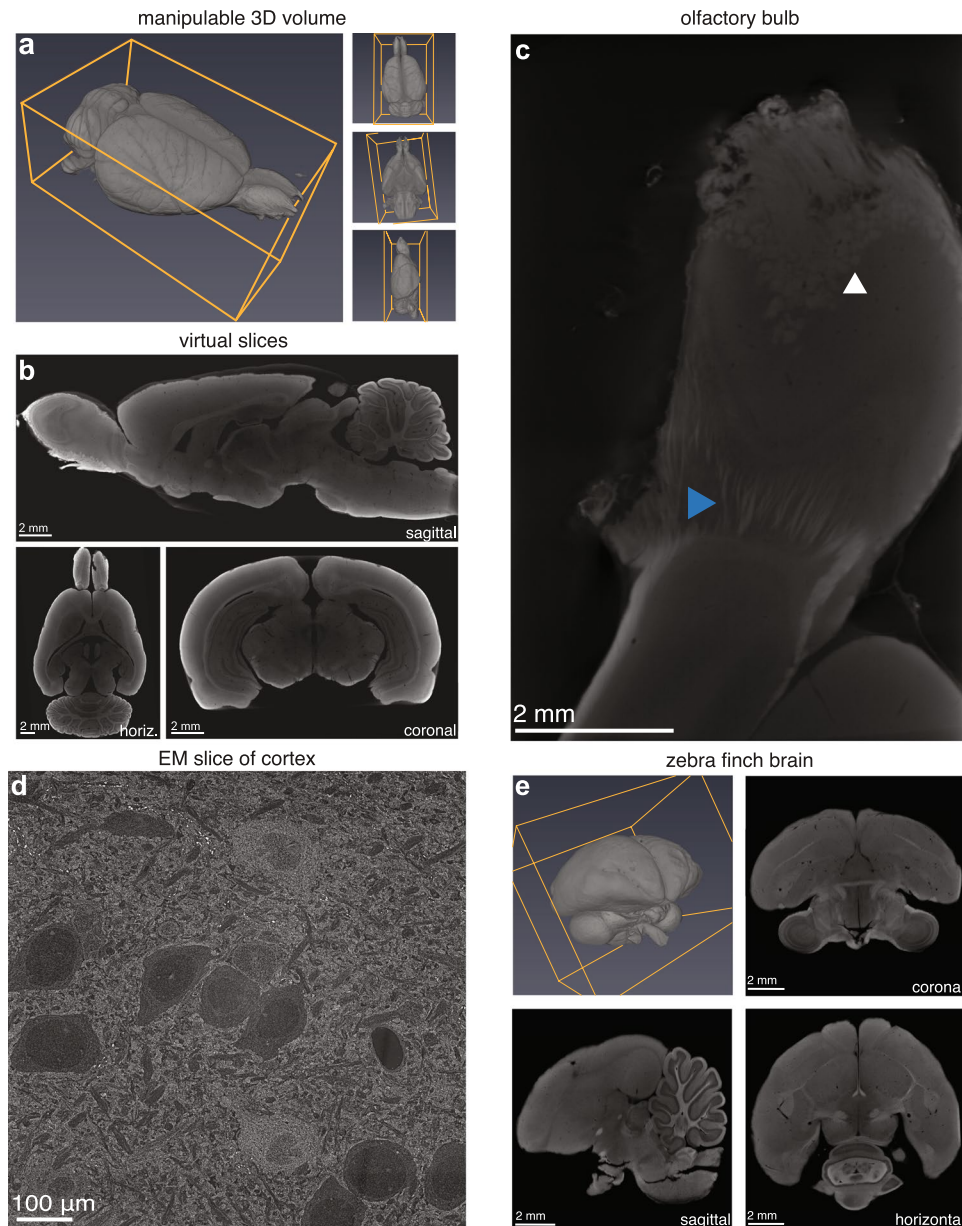 manipulable 3D volume
a
virtual slices
b
2 mm
sagittal
2 mm
horiz.
2 mm
coronal
olfactory bulb
c
2 mm
EM slice of cortex
d
100 µm
zebra finch brain
e
2 mm
corona
2 mm
sagittal
2 mm
horizonta